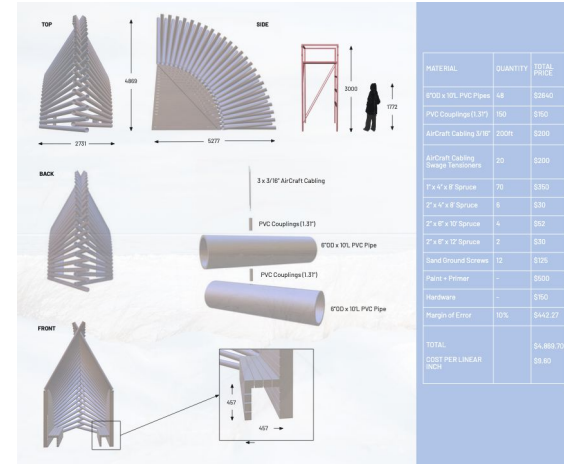 TOP
SIDE
4869
2731
5277
3000
1772
BACK
3 x 3/16" AirCraft Cabling
PVC Couplings (1.31")
6"OD x 10'L PVC Pipe
PVC Couplings (1.31")
6"OD x 10'L PVC Pipe
FRONT
457
457
MATERIAL QUANTITY TOTAL PRICE
6"OD x 10'L PVC Pipes 48 $2640
PVC Couplings (1.31") 150 $150
AirCraft Cabling 3/16" 200ft $200
AirCraft Cabling Swage Tensioners 20 $200
1" x 4" x 8' Spruce 70 $350
2" x 4" x 8' Spruce 6 $30
2" x 8" x 10' Spruce 4 $52
2" x 8" x 12' Spruce 2 $30
Sand Ground Screws 12 $125
Paint + Primer - $500
Hardware - $150
Margin of Error 10% $442.27
TOTAL $4,869.70
COST PER LINEAR INCH $9.60